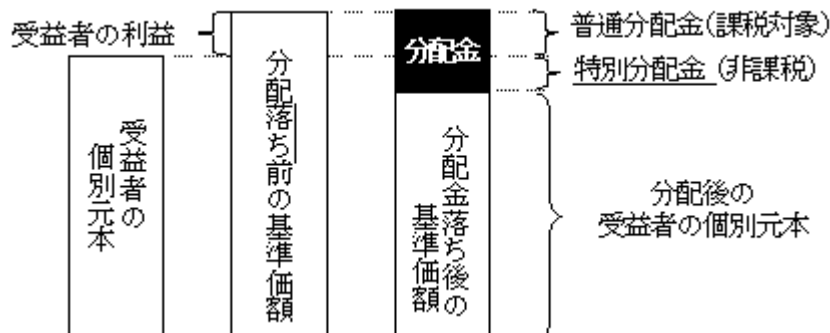 受益者の利益
受益者の
個別元本
分配落ち前の基準価額
分配金
分配金落ち後の
基準価額
普通分配金(課税対象)
特別分配金(非課税)
分配後の
受益者の個別元本